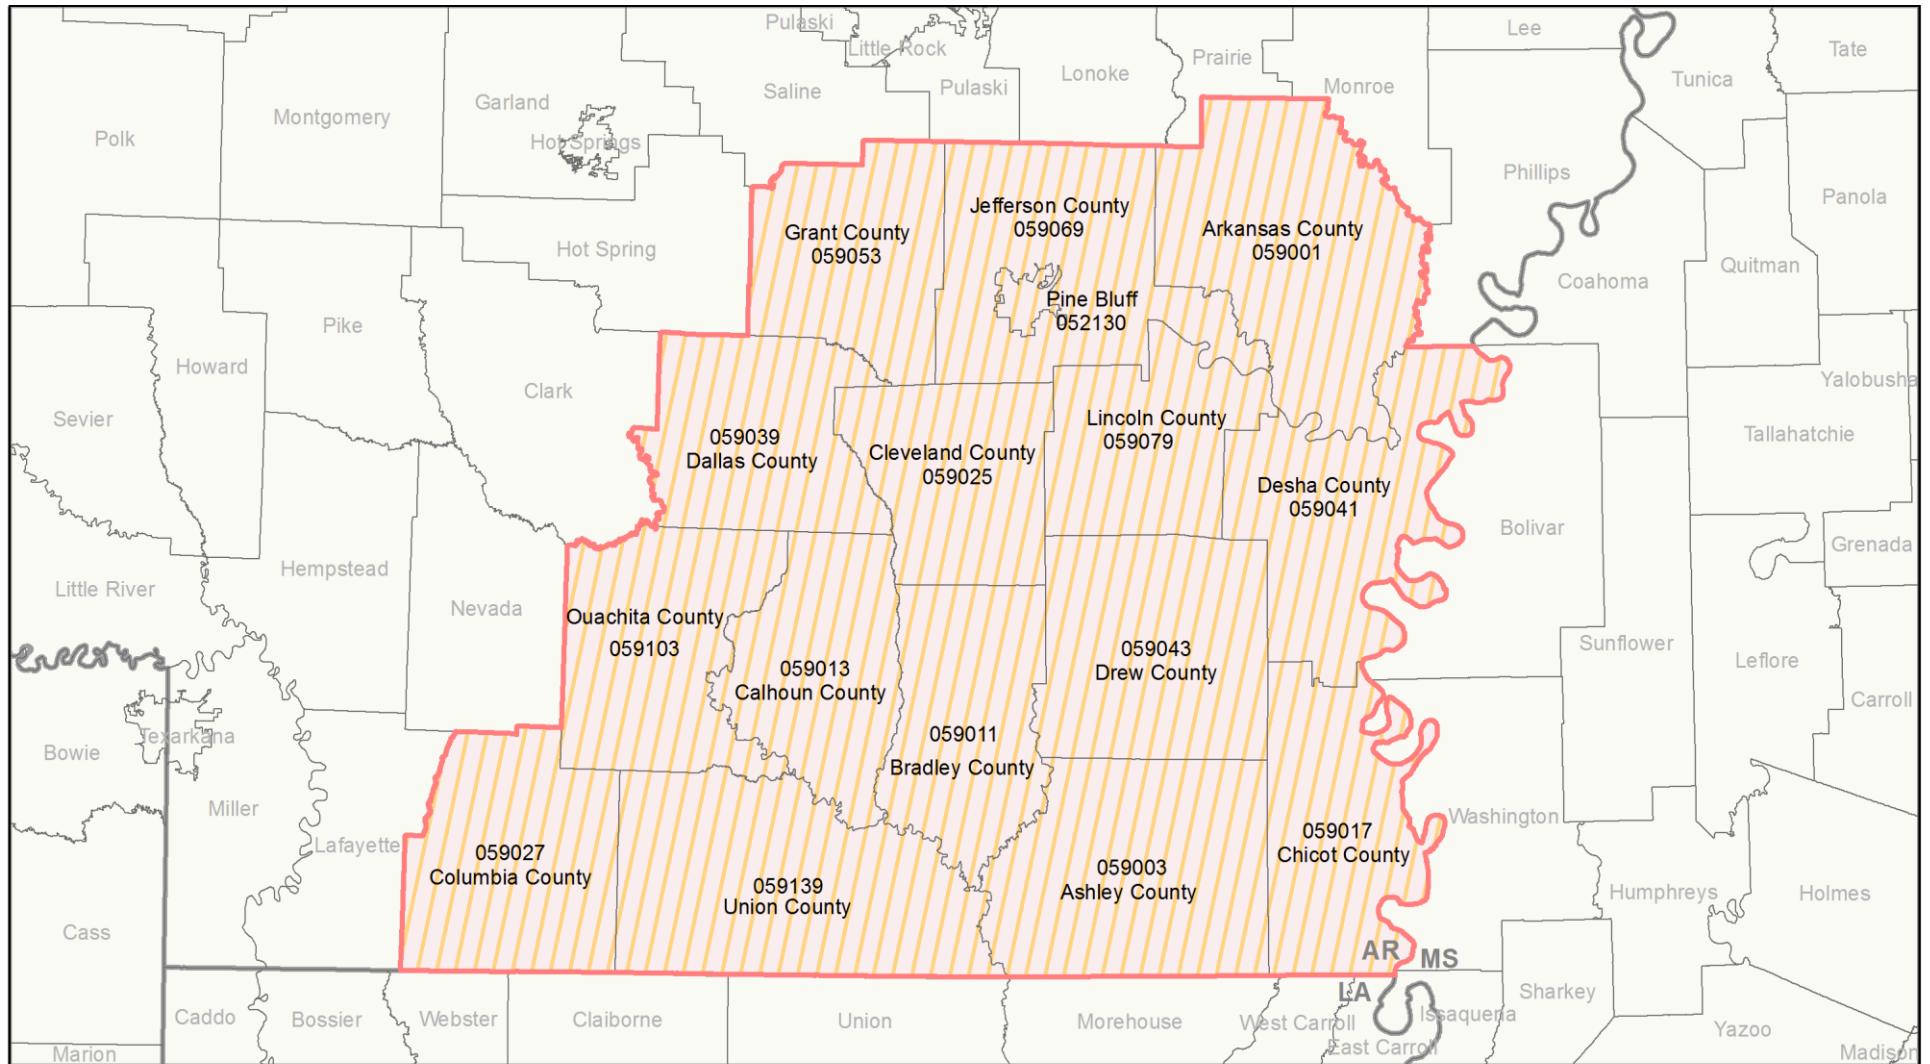 Pulaski
Little Rock
Lee
Tate
Prairie
Lonoke
Tunica
Garland
Saline
Pulaski
Monroe
Montgomery
Polk
Hot Springs
Phillips
Panola
Jefferson County
059069
Grant County
059053
Arkansas County
059001
Hot Spring
Quitman
Coahoma
Pine Bluff
052130
Pike
Howard
Clark
Yalobusha
Sevier
Lincoln County
059079
Tallahatchie
059039
Dallas County
Cleveland County
059025
Desha County
059041
Bolivar
Grenada
Hempstead
Little River
Nevada
Ouachita County
059103
059013
Calhoun County
059043
Drew County
Sunflower
Leflore
Carroll
Texarkana
Bowie
059011
Bradley County
Miller
Washington
Lafayette
059017
Chicot County
059027
Columbia County
059139
Union County
059003
Ashley County
Humphreys
Holmes
Cass
AR
MS
LA
Sharkey
Caddo
Bossier
Webster
Claiborne
Union
Morehouse
West Carroll
Issaquena
Yazoo
East Carroll
Marion
Madison